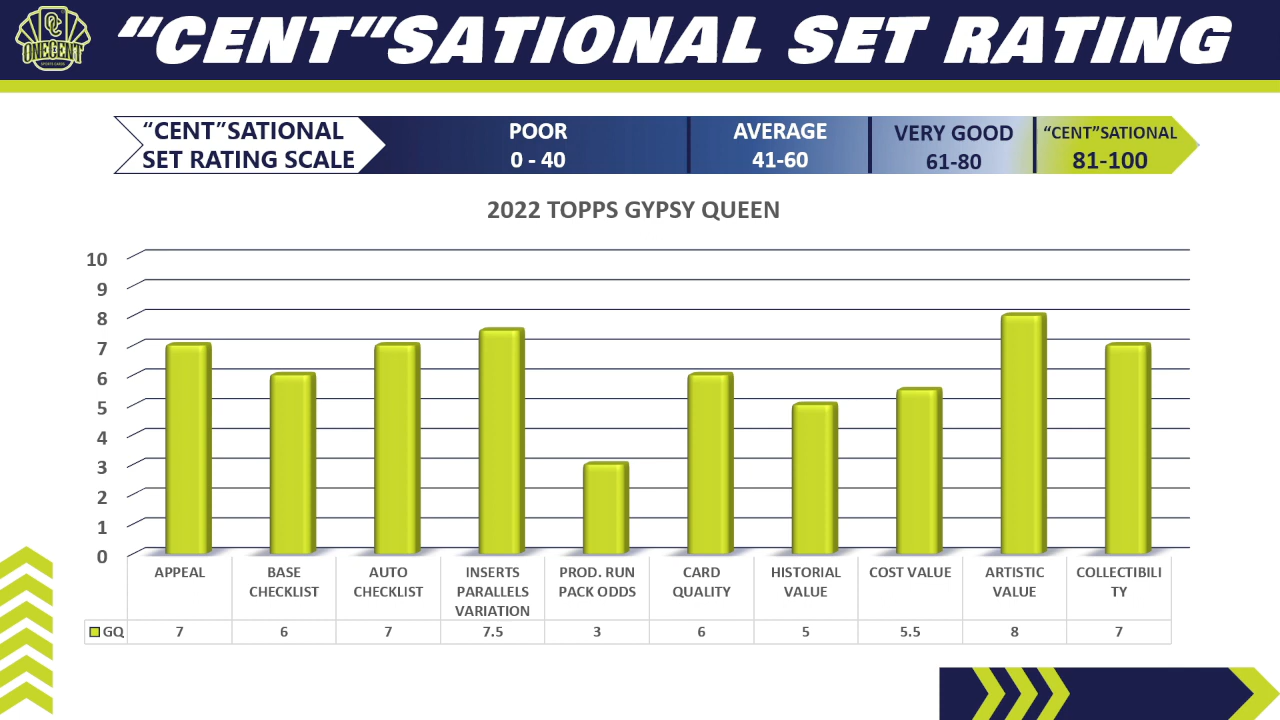 OC
ONECENT
SPORTS CARDS
“CENT”SATIONAL SET RATING
“CENT”SATIONAL
SET RATING SCALE
POOR
0 - 40
AVERAGE
41-60
VERY GOOD
61-80
“CENT”SATIONAL
81-100
2022 TOPPS GYPSY QUEEN
10
9
8
7
6
5
4
3
2
1
0
APPEAL
BASE
CHECKLIST
AUTO
CHECKLIST
INSERTS
PARALLELS
VARIATION
PROD. RUN
PACK ODDS
CARD
QUALITY
HISTORIAL
VALUE
COST VALUE
ARTISTIC
VALUE
COLLECTIBILI
TY
GQ 7 6 7 7.5 3 6 5 5.5 8 7